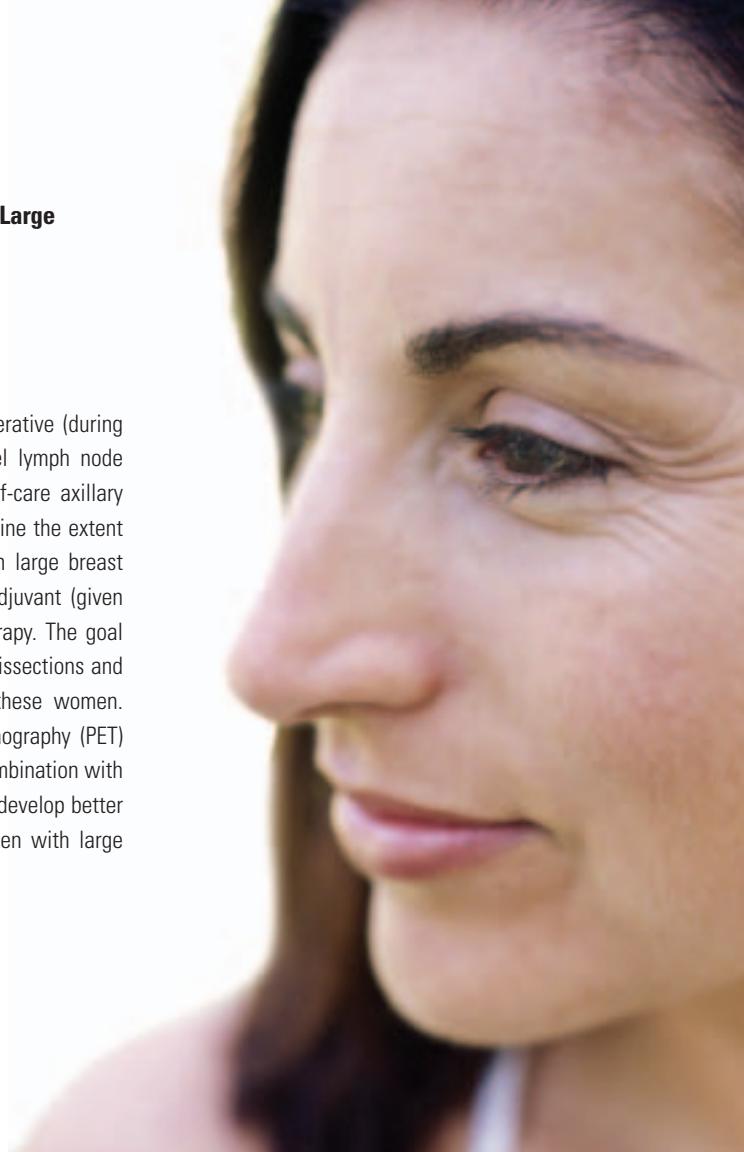 Large
erative (during
el lymph node
f-care axillary
ine the extent
n large breast
djuvant (given
rapy. The goal
issections and
these women.
nography (PET)
mbination with
develop better
en with large